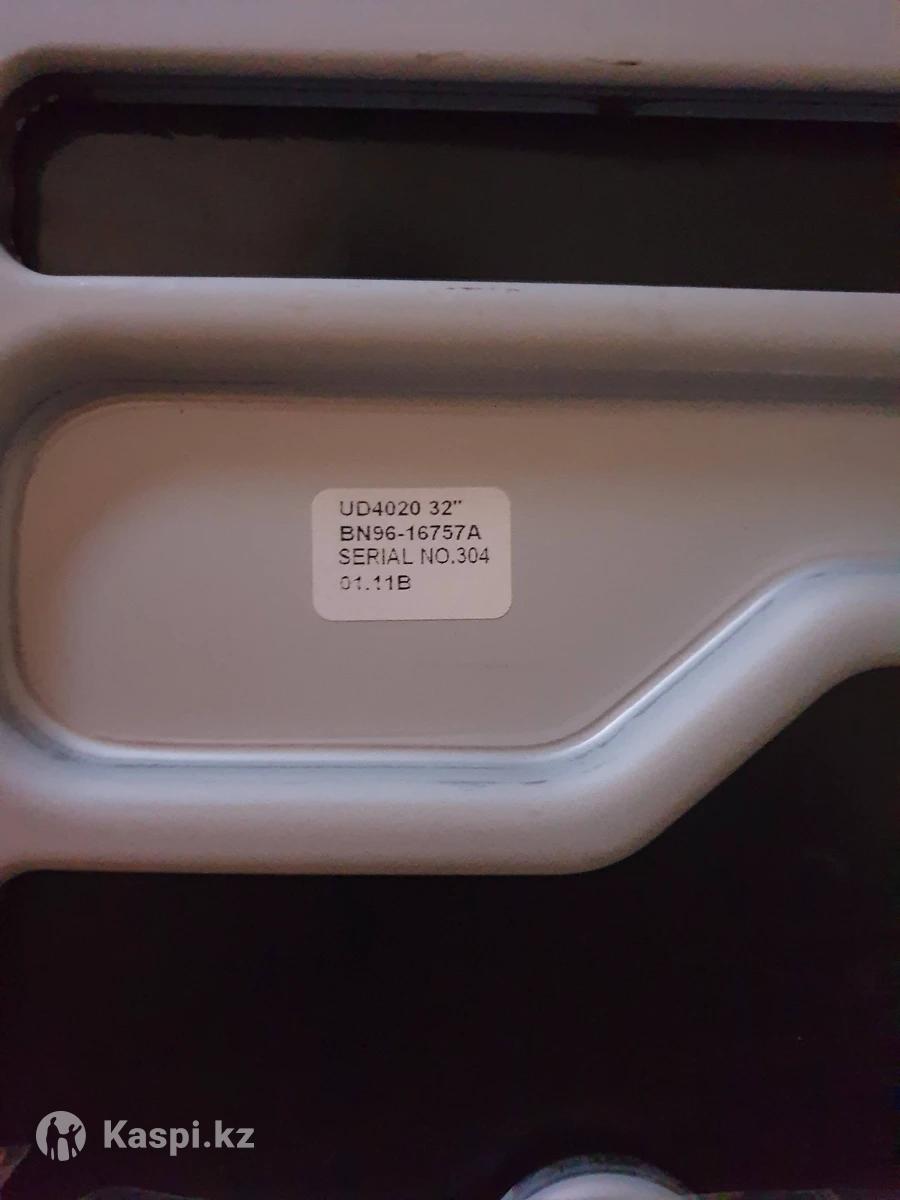 UD4020 32"
BN96-16757A
SERIAL NO.304
01.11B
Kaspi.kz